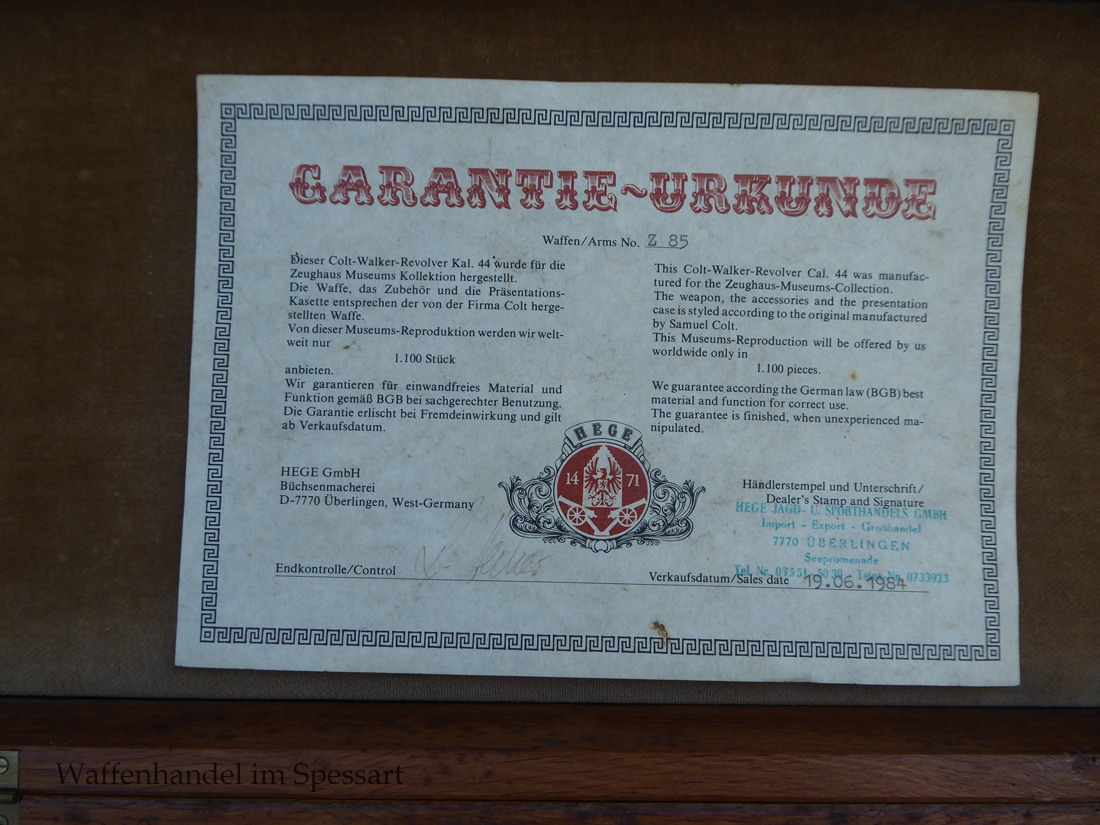 GARANTIE~URKUNDE
Waffen/Arms No. Z 85
Dieser Colt-Walker-Revolver Kal. 44 wurde für die
Zeughaus Museums Kollektion hergestellt.
Die Waffe, das Zubehör und die Präsentations-
Kasette entsprechen der von der Firma Colt herge-
stellten Waffe.
Von dieser Museums-Reproduktion werden wir welt-
weit nur
1.100 Stück
anbieten.
Wir garantieren für einwandfreies Material und
Funktion gemäß BGB bei sachgerechter Benutzung.
Die Garantie erlischt bei Fremdeinwirkung und gilt
ab Verkaufsdatum.
This Colt-Walker-Revolver Cal. 44 was manufac-
tured for the Zeughaus-Museums-Collection.
The weapon, the accessories and the presentation
case is styled according to the original manufactured
by Samuel Colt.
This Museums-Reproduction will be offered by us
worldwide only in
1.100 pieces.
We guarantee according the German law (BGB) best
material and function for correct use.
The guarantee is finished, when unexperienced ma-
nipulated.
HEGE
14 71
HEGE GmbH
Büchsenmacherei
D-7770 Überlingen, West-Germany
Händlerstempel und Unterschrift/
Dealer's Stamp and Signature
HEGE JAGD- U. SPORTHANDELS GMBH
Import - Export - Großhandel
7770 ÜBERLINGEN
Seepromenade
Tel. Nr. 07551 5030 Telex Nr. 0733923
Endkontrolle/Control
Verkaufsdatum/Sales date 19.06.1984
Waffenhandel im Spessart